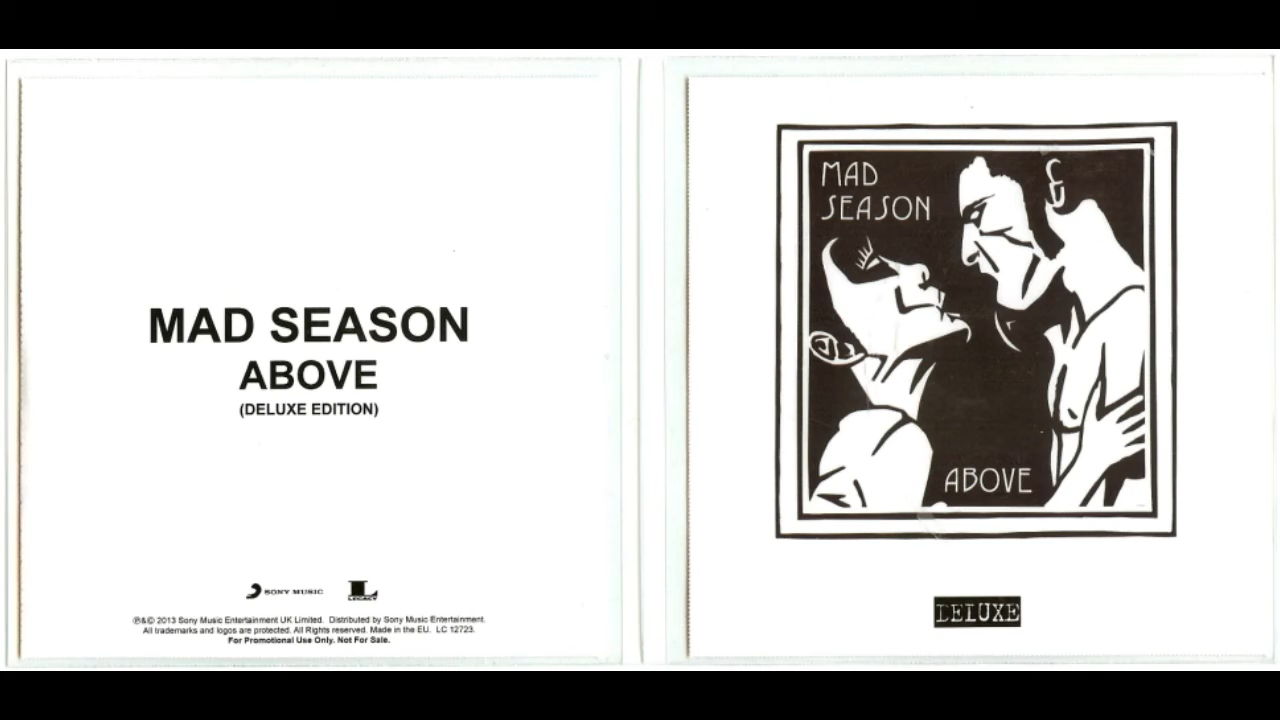 MAD SEASON
ABOVE
(DELUXE EDITION)
SONY MUSIC
LEGACY
℗&© 2013 Sony Music Entertainment UK Limited. Distributed by Sony Music Entertainment.
All trademarks and logos are protected. All Rights reserved. Made in the EU. LC 12723.
For Promotional Use Only. Not For Sale.
MAD
SEASON
ABOVE
DELUXE